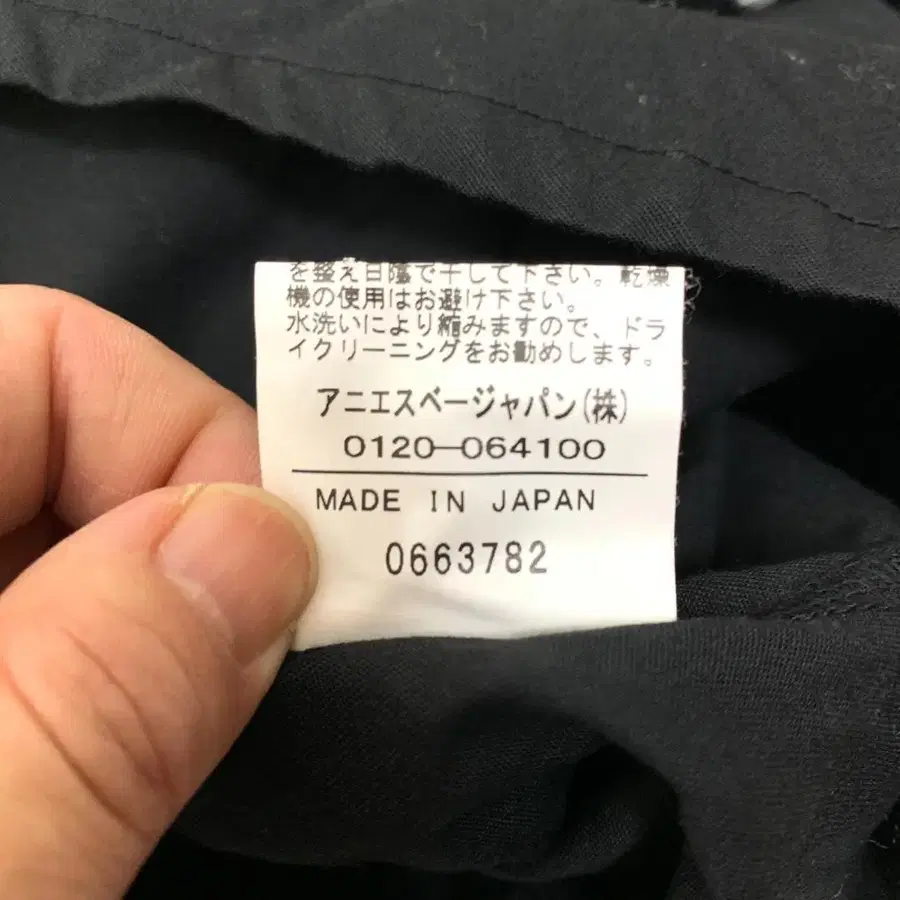 を整え日陰で干して下さい。乾燥
機の使用はお避け下さい。
水洗いにより縮みますので、ドラ
イクリーニングをお勧めします。
アニエスベージャパン(株)
0120-064100
MADE IN JAPAN
0663782